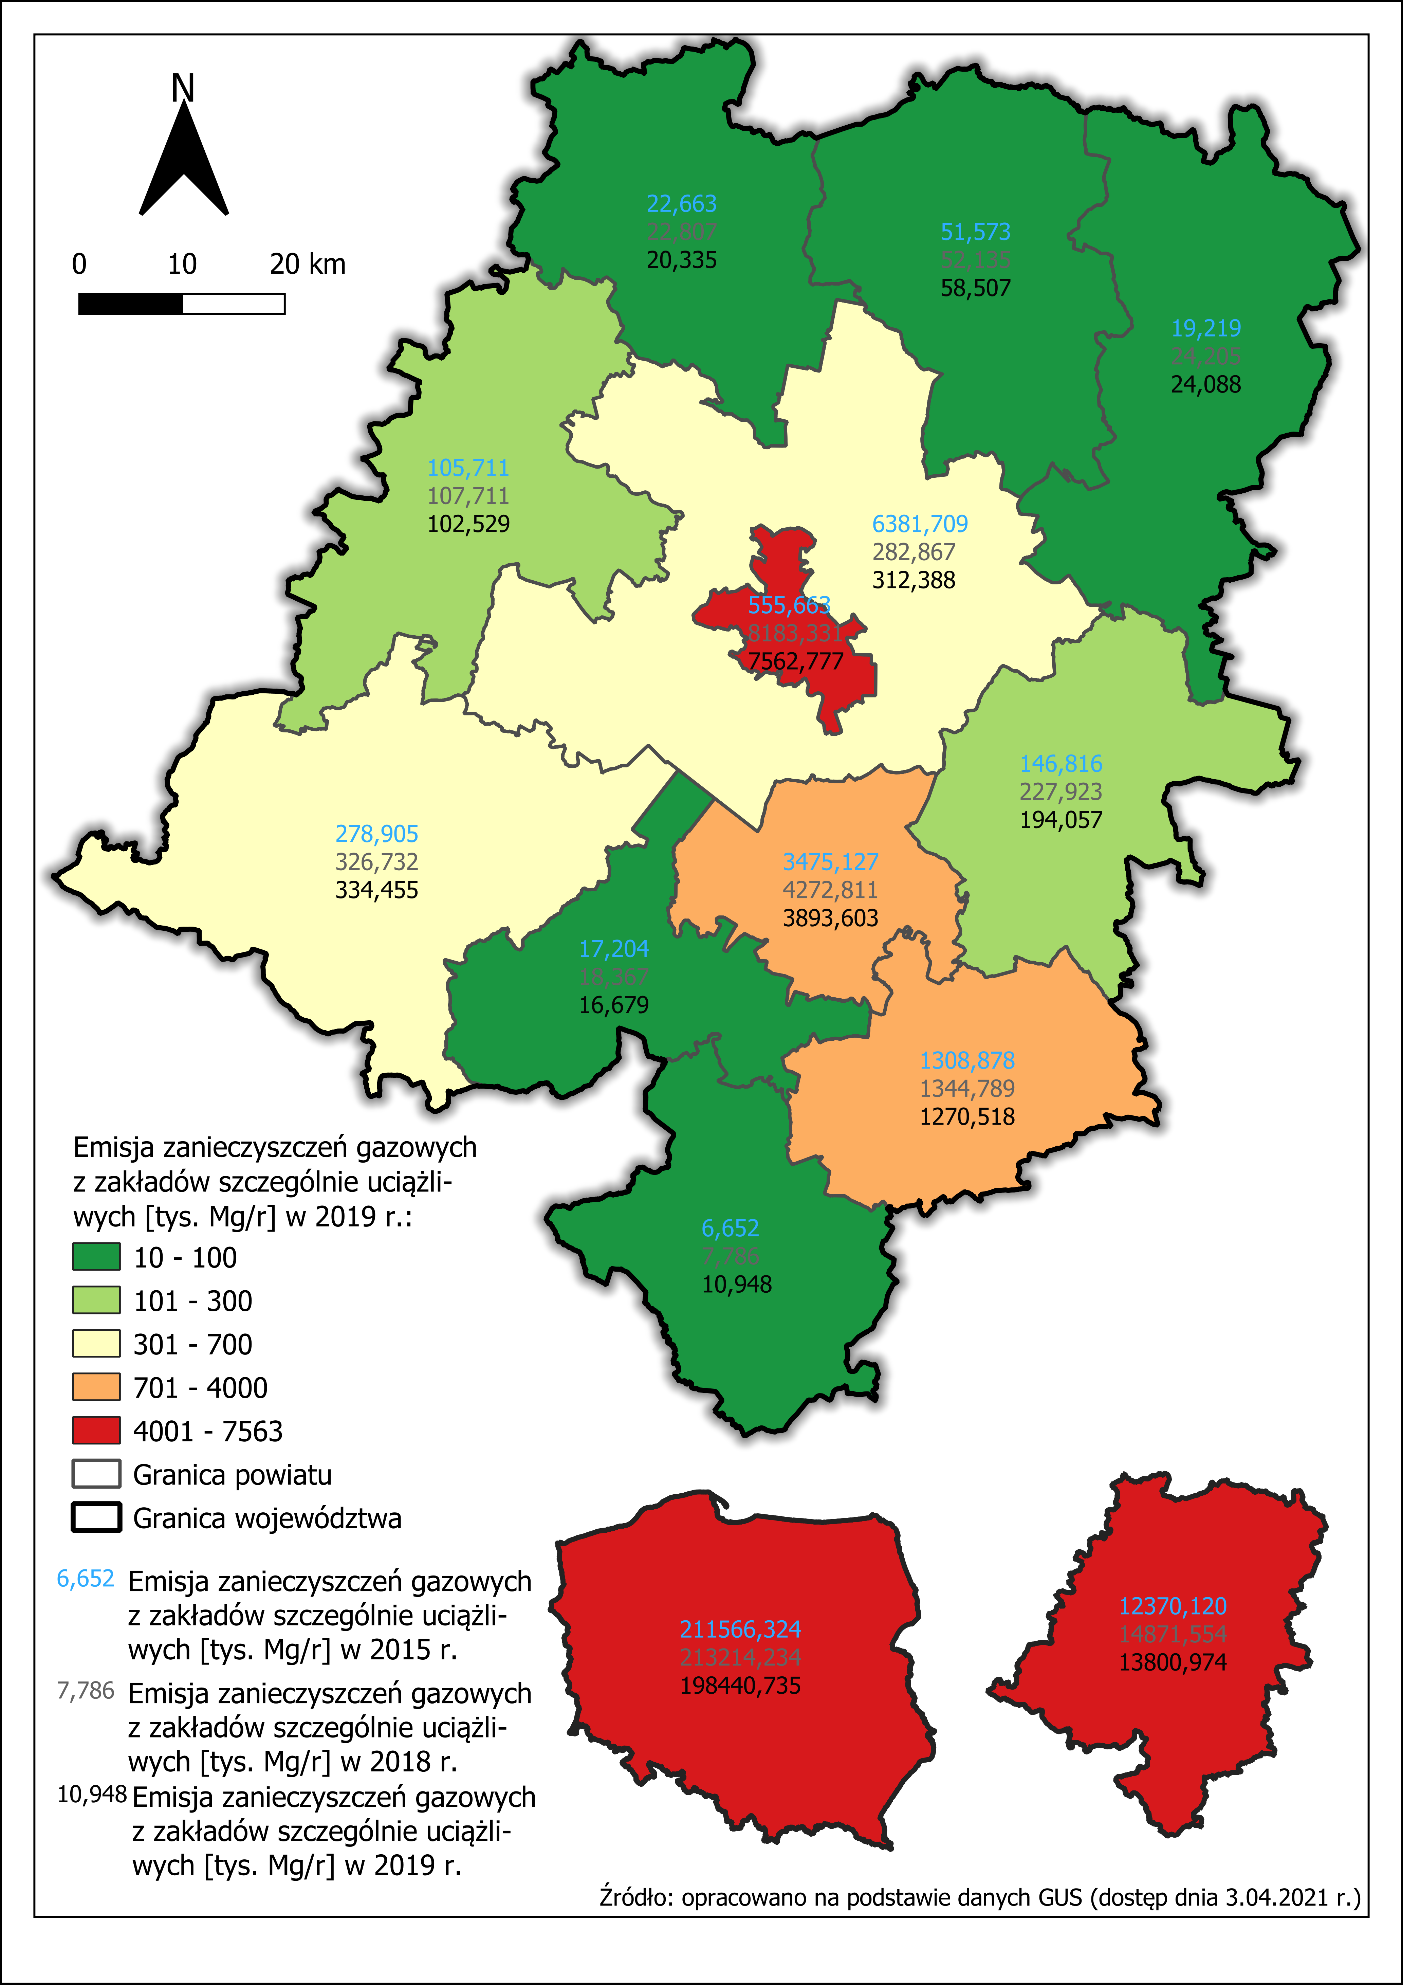 N
0 10 20 km
22,663
22,807
20,335
51,573
52,135
58,507
19,219
24,205
24,088
105,711
107,711
102,529
6381,709
282,867
312,388
555,663
8183,331
7562,777
146,816
227,923
194,057
278,905
326,732
334,455
3475,127
4272,811
3893,603
17,204
18,367
16,679
1308,878
1344,789
1270,518
6,652
7,786
10,948
Emisja zanieczyszczeń gazowych
z zakładów szczególnie uciążli-
wych [tys. Mg/r] w 2019 r.:
10 - 100
101 - 300
301 - 700
701 - 4000
4001 - 7563
Granica powiatu
Granica województwa
6,652 Emisja zanieczyszczeń gazowych
z zakładów szczególnie uciążli-
wych [tys. Mg/r] w 2015 r.
7,786 Emisja zanieczyszczeń gazowych
z zakładów szczególnie uciążli-
wych [tys. Mg/r] w 2018 r.
10,948 Emisja zanieczyszczeń gazowych
z zakładów szczególnie uciążli-
wych [tys. Mg/r] w 2019 r.
211566,324
213214,234
198440,735
12370,120
14871,554
13800,974
Źródło: opracowano na podstawie danych GUS (dostęp dnia 3.04.2021 r.)